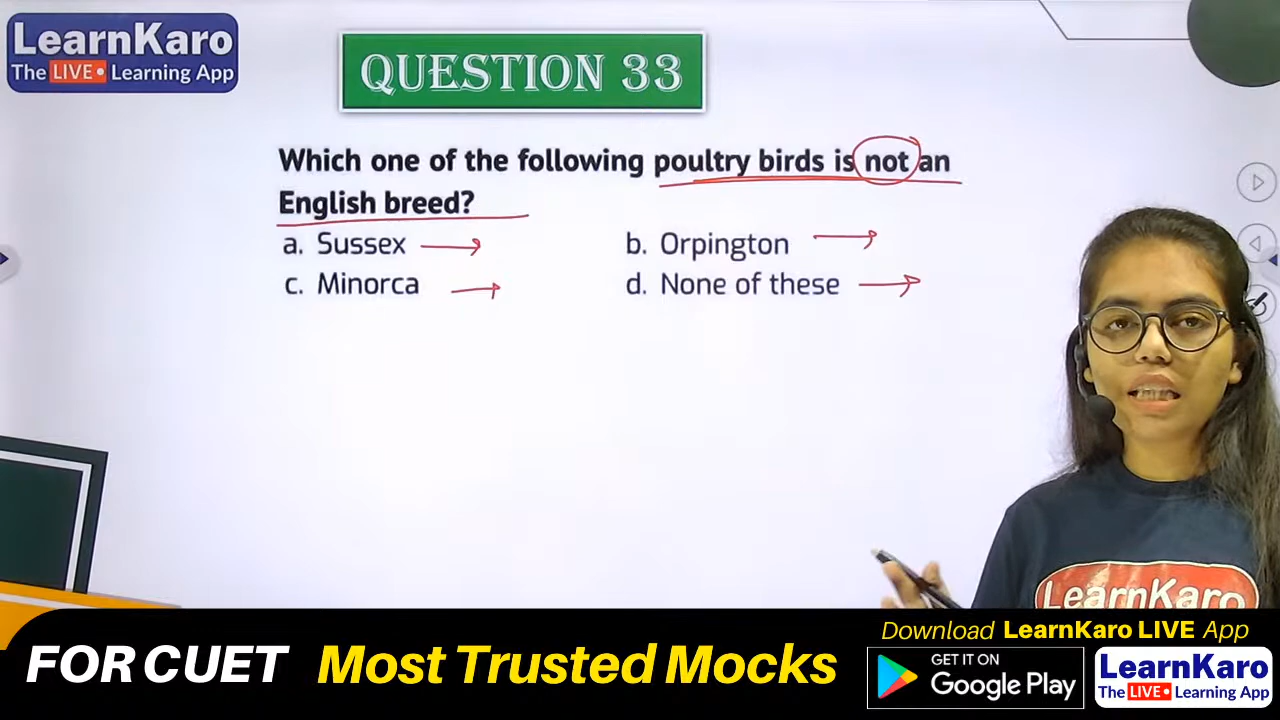 LearnKaro
The LIVE• Learning App
QUESTION 33
Which one of the following poultry birds is not an
English breed?
a. Sussex
b. Orpington
c. Minorca
d. None of these
LearnKaro
FOR CUET Most Trusted Mocks
Download LearnKaro LIVE App
GET IT ON
Google Play
LearnKaro
The LIVE• Learning App